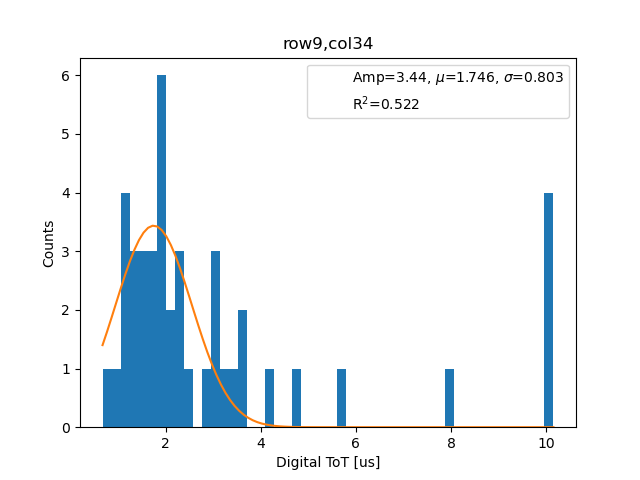 row9,col34
Amp=3.44, μ=1.746, σ=0.803
R²=0.522
6
5
4
3
2
1
0
Counts
2 4 6 8 10
Digital ToT [us]